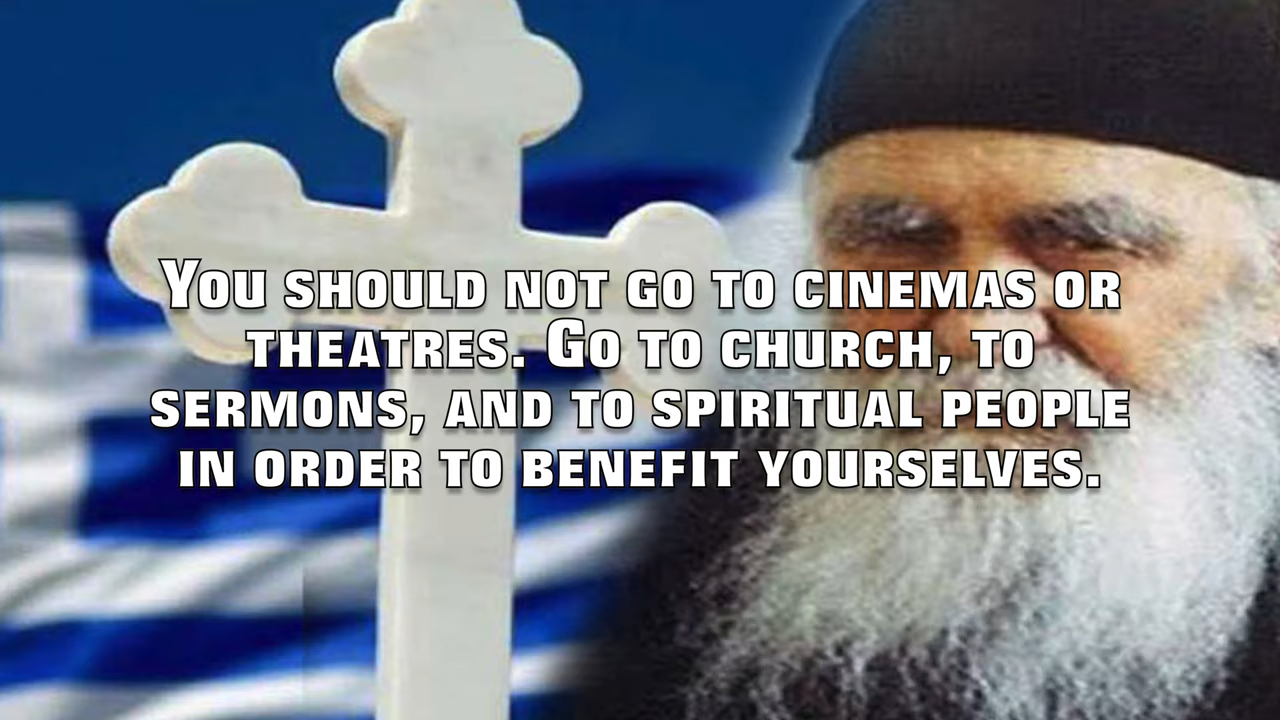 You should not go to cinemas or
theatres. Go to church, to
sermons, and to spiritual people
in order to benefit yourselves.